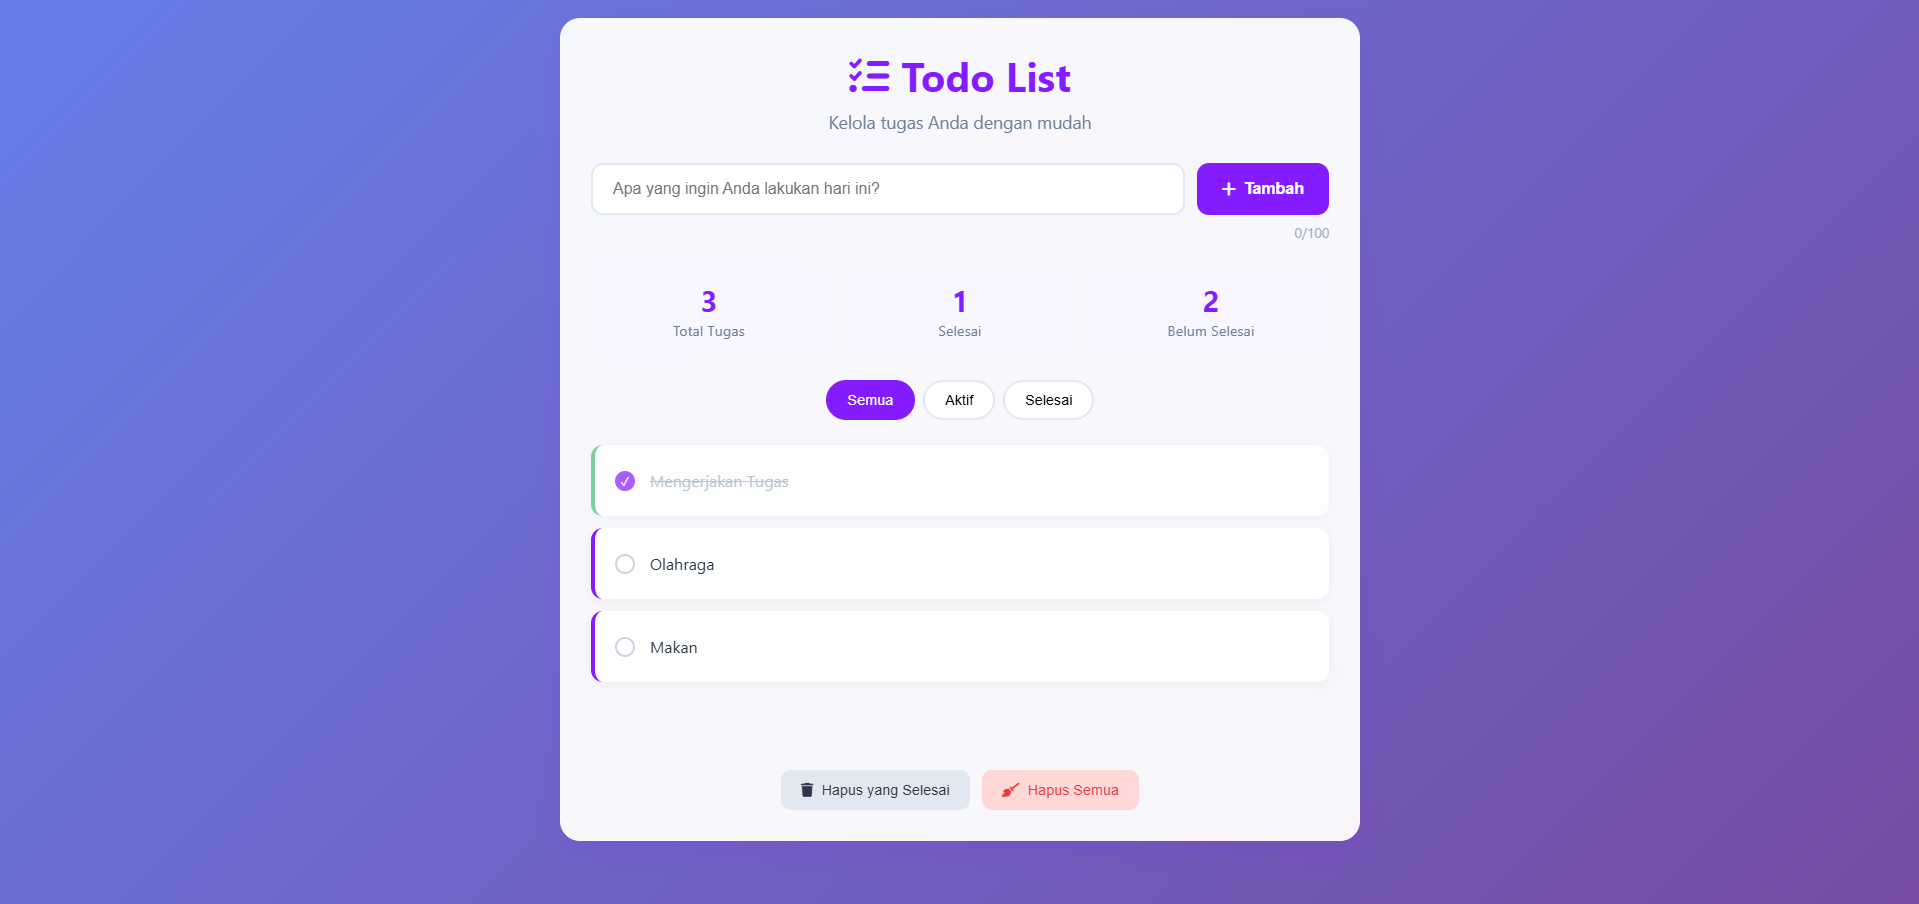 Todo List
Kelola tugas Anda dengan mudah
Apa yang ingin Anda lakukan hari ini?
Tambah
0/100
3
Total Tugas
1
Selesai
2
Belum Selesai
Semua
Aktif
Selesai
Mengerjakan Tugas
Olahraga
Makan
Hapus yang Selesai
Hapus Semua